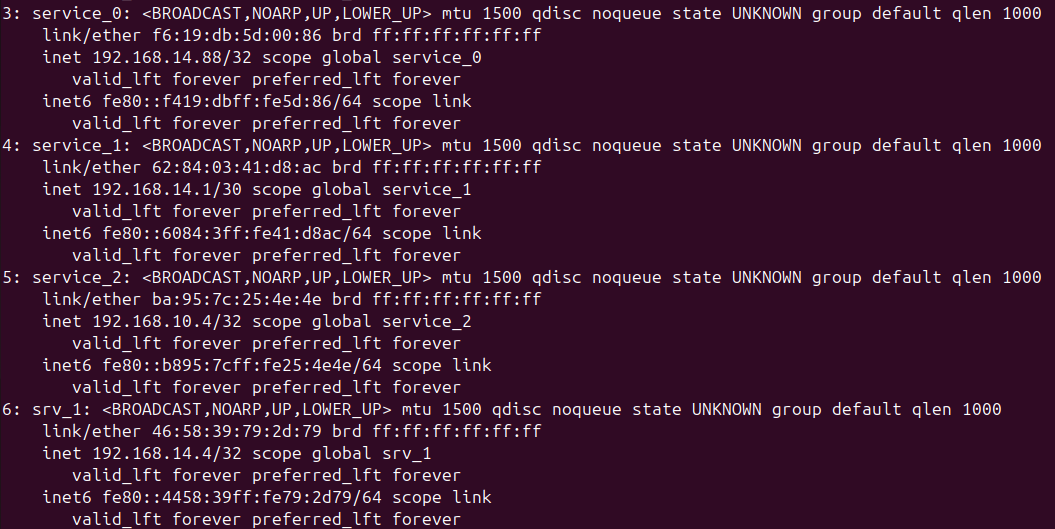 3: service_0: <BROADCAST,NOARP,UP,LOWER_UP> mtu 1500 qdisc noqueue state UNKNOWN group default qlen 1000
    link/ether f6:19:db:5d:00:86 brd ff:ff:ff:ff:ff:ff
    inet 192.168.14.88/32 scope global service_0
       valid_lft forever preferred_lft forever
    inet6 fe80::f419:dbff:fe5d:86/64 scope link
       valid_lft forever preferred_lft forever
4: service_1: <BROADCAST,NOARP,UP,LOWER_UP> mtu 1500 qdisc noqueue state UNKNOWN group default qlen 1000
    link/ether 62:84:03:41:d8:ac brd ff:ff:ff:ff:ff:ff
    inet 192.168.14.1/30 scope global service_1
       valid_lft forever preferred_lft forever
    inet6 fe80::6084:3ff:fe41:d8ac/64 scope link
       valid_lft forever preferred_lft forever
5: service_2: <BROADCAST,NOARP,UP,LOWER_UP> mtu 1500 qdisc noqueue state UNKNOWN group default qlen 1000
    link/ether ba:95:7c:25:4e:4e brd ff:ff:ff:ff:ff:ff
    inet 192.168.10.4/32 scope global service_2
       valid_lft forever preferred_lft forever
    inet6 fe80::b895:7cff:fe25:4e4e/64 scope link
       valid_lft forever preferred_lft forever
6: srv_1: <BROADCAST,NOARP,UP,LOWER_UP> mtu 1500 qdisc noqueue state UNKNOWN group default qlen 1000
    link/ether 46:58:39:79:2d:79 brd ff:ff:ff:ff:ff:ff
    inet 192.168.14.4/32 scope global srv_1
       valid_lft forever preferred_lft forever
    inet6 fe80::4458:39ff:fe79:2d79/64 scope link
       valid_lft forever preferred_lft forever